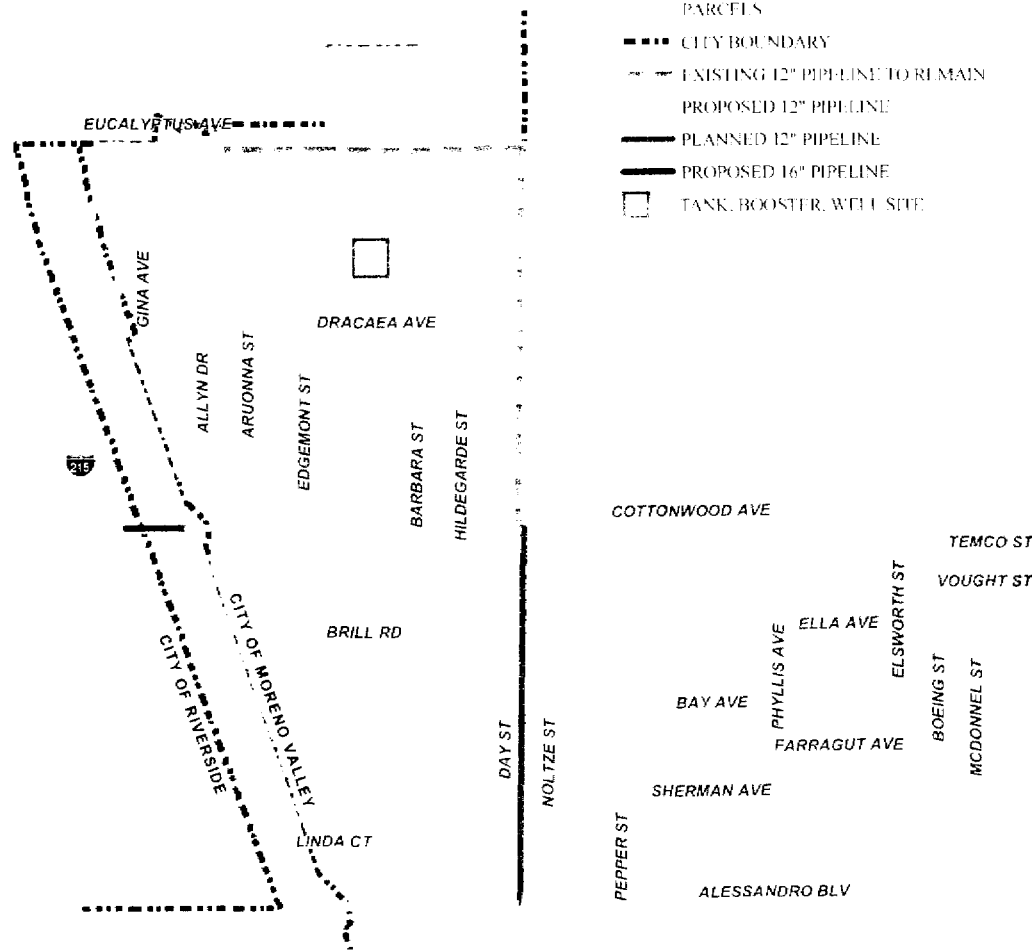 PARCELS
CITY BOUNDARY
EXISTING 12" PIPELINE TO REMAIN
PROPOSED 12" PIPELINE
PLANNED 12" PIPELINE
PROPOSED 16" PIPELINE
TANK, BOOSTER, WELL SITE
EUCALYPTUS AVE
GINA AVE
DRACAEA AVE
ALLYN DR
ARUONNA ST
EDGEMONT ST
BARBARA ST
HILDEGARDE ST
215
COTTONWOOD AVE
TEMCO ST
VOUGHT ST
ELSWORTH ST
ELLA AVE
BRILL RD
CITY OF MORENO VALLEY
CITY OF RIVERSIDE
PHYLLIS AVE
BOEING ST
MCDONNEL ST
BAY AVE
DAY ST
NOLTZE ST
FARRAGUT AVE
SHERMAN AVE
LINDA CT
PEPPER ST
ALESSANDRO BLV